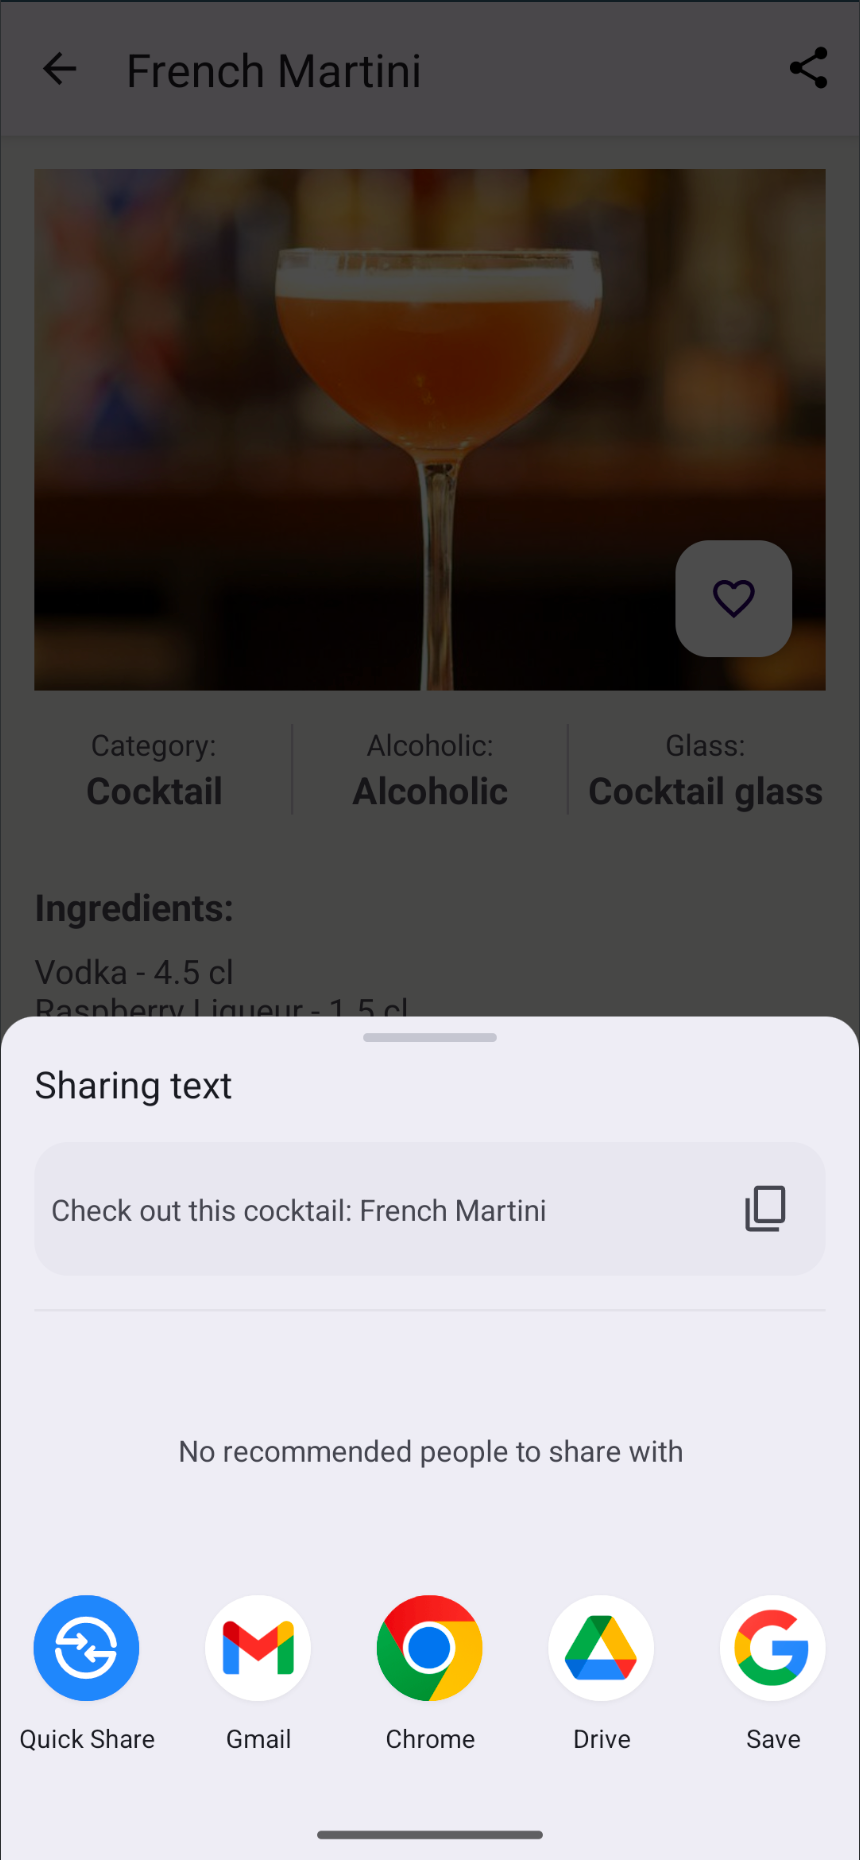 French Martini
Category:
Cocktail
Alcoholic:
Alcoholic
Glass:
Cocktail glass
Ingredients:
Vodka - 4.5 cl
Raspberry Liqueur - 1.5 cl
Sharing text
Check out this cocktail: French Martini
No recommended people to share with
Quick Share
Gmail
Chrome
Drive
Save